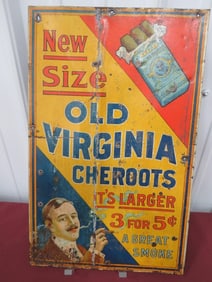 New
Size
OLD
VIRGINIA
CHEROOTS
IT'S LARGER
3 FOR 5¢
A GREAT
SMOKE